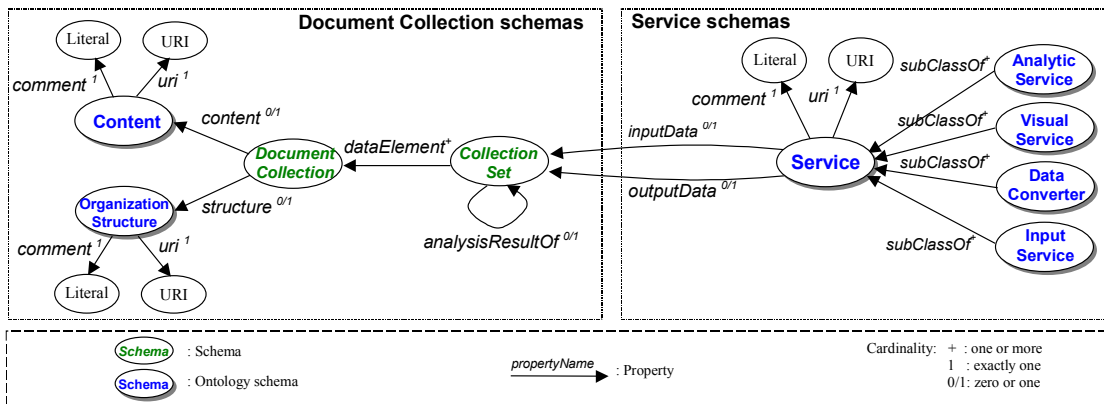 Document Collection schemas
Literal
URI
comment 1
uri 1
Content
content 0/1
Document
Collection
dataElement+
Collection
Set
Organization
Structure
structure 0/1
analysisResultOf 0/1
comment 1
uri 1
Literal
URI
Service schemas
Literal
URI
comment 1
uri 1
inputData 0/1
outputData 0/1
Service
subClassOf+
Analytic
Service
subClassOf+
Visual
Service
subClassOf+
Data
Converter
subClassOf+
Input
Service
Schema : Schema
Schema : Ontology schema
propertyName : Property
Cardinality: + : one or more
1 : exactly one
0/1: zero or one